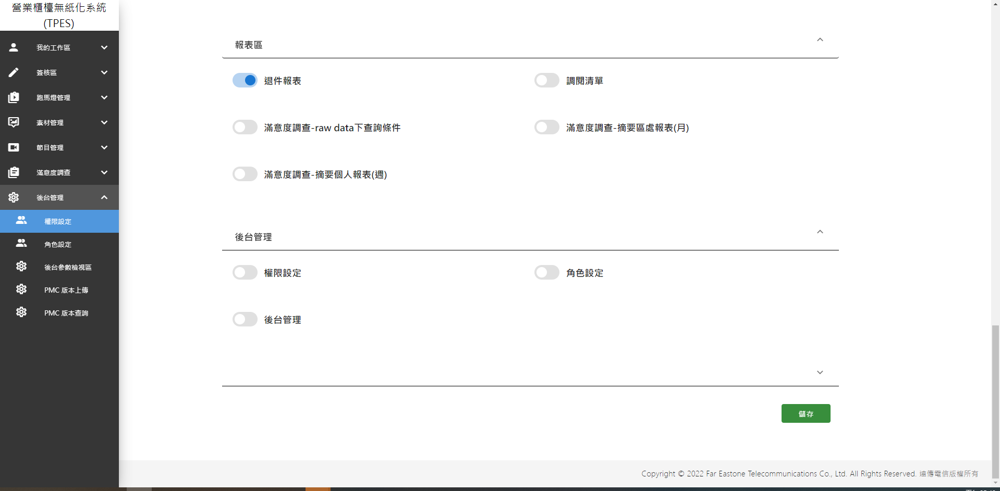 營業櫃檯無紙化系統
(TPES)
我的工作區
簽核區
跑馬燈管理
素材管理
節目管理
滿意度調查
後台管理
權限設定
角色設定
後台參數檢視區
PMC 版本上傳
PMC 版本查詢
報表區
退件報表
調閱清單
滿意度調查-raw data下查詢條件
滿意度調查-摘要區處報表(月)
滿意度調查-摘要個人報表(週)
後台管理
權限設定
角色設定
後台管理
儲存
Copyright © 2022 Far Eastone Telecommunications Co., Ltd. All Rights Reserved. 遠傳電信版權所有